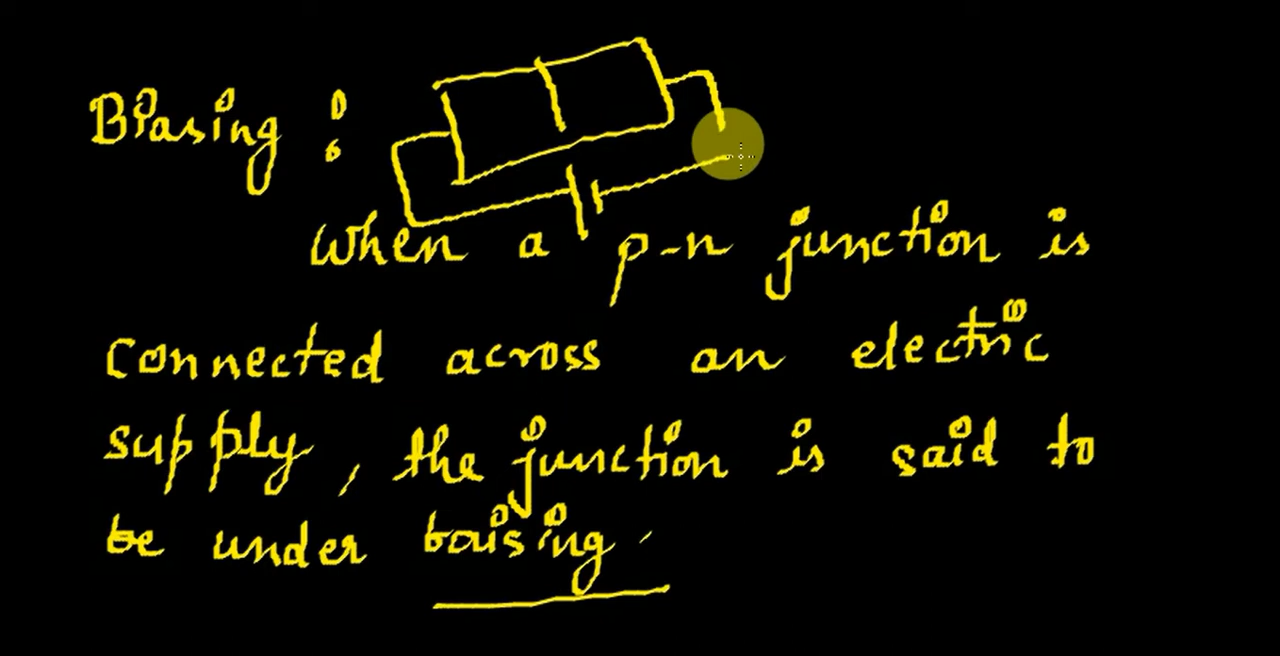 Biasing :
When a p-n junction is
connected across an electric
supply, the junction is said to
be under baising.